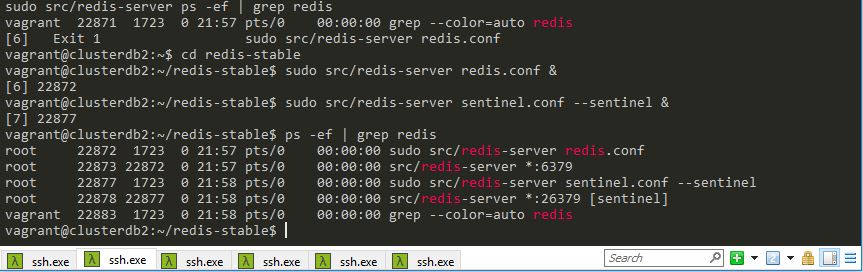 sudo src/redis-server ps -ef | grep redis
vagrant  22871  1723  0 21:57 pts/0    00:00:00 grep --color=auto redis
[6]   Exit 1                  sudo src/redis-server redis.conf
vagrant@clusterdb2:~$ cd redis-stable
vagrant@clusterdb2:~/redis-stable$ sudo src/redis-server redis.conf &
[6] 22872
vagrant@clusterdb2:~/redis-stable$ sudo src/redis-server sentinel.conf --sentinel &
[7] 22877
vagrant@clusterdb2:~/redis-stable$ ps -ef | grep redis
root     22872  1723  0 21:57 pts/0    00:00:00 sudo src/redis-server redis.conf
root     22873 22872  0 21:57 pts/0    00:00:00 src/redis-server *:6379
root     22877  1723  0 21:58 pts/0    00:00:00 sudo src/redis-server sentinel.conf --sentinel
root     22878 22877  0 21:58 pts/0    00:00:00 src/redis-server *:26379 [sentinel]
vagrant  22883  1723  0 21:58 pts/0    00:00:00 grep --color=auto redis
vagrant@clusterdb2:~/redis-stable$
λ ssh.exe λ ssh.exe λ ssh.exe λ ssh.exe λ ssh.exe λ ssh.exe Search